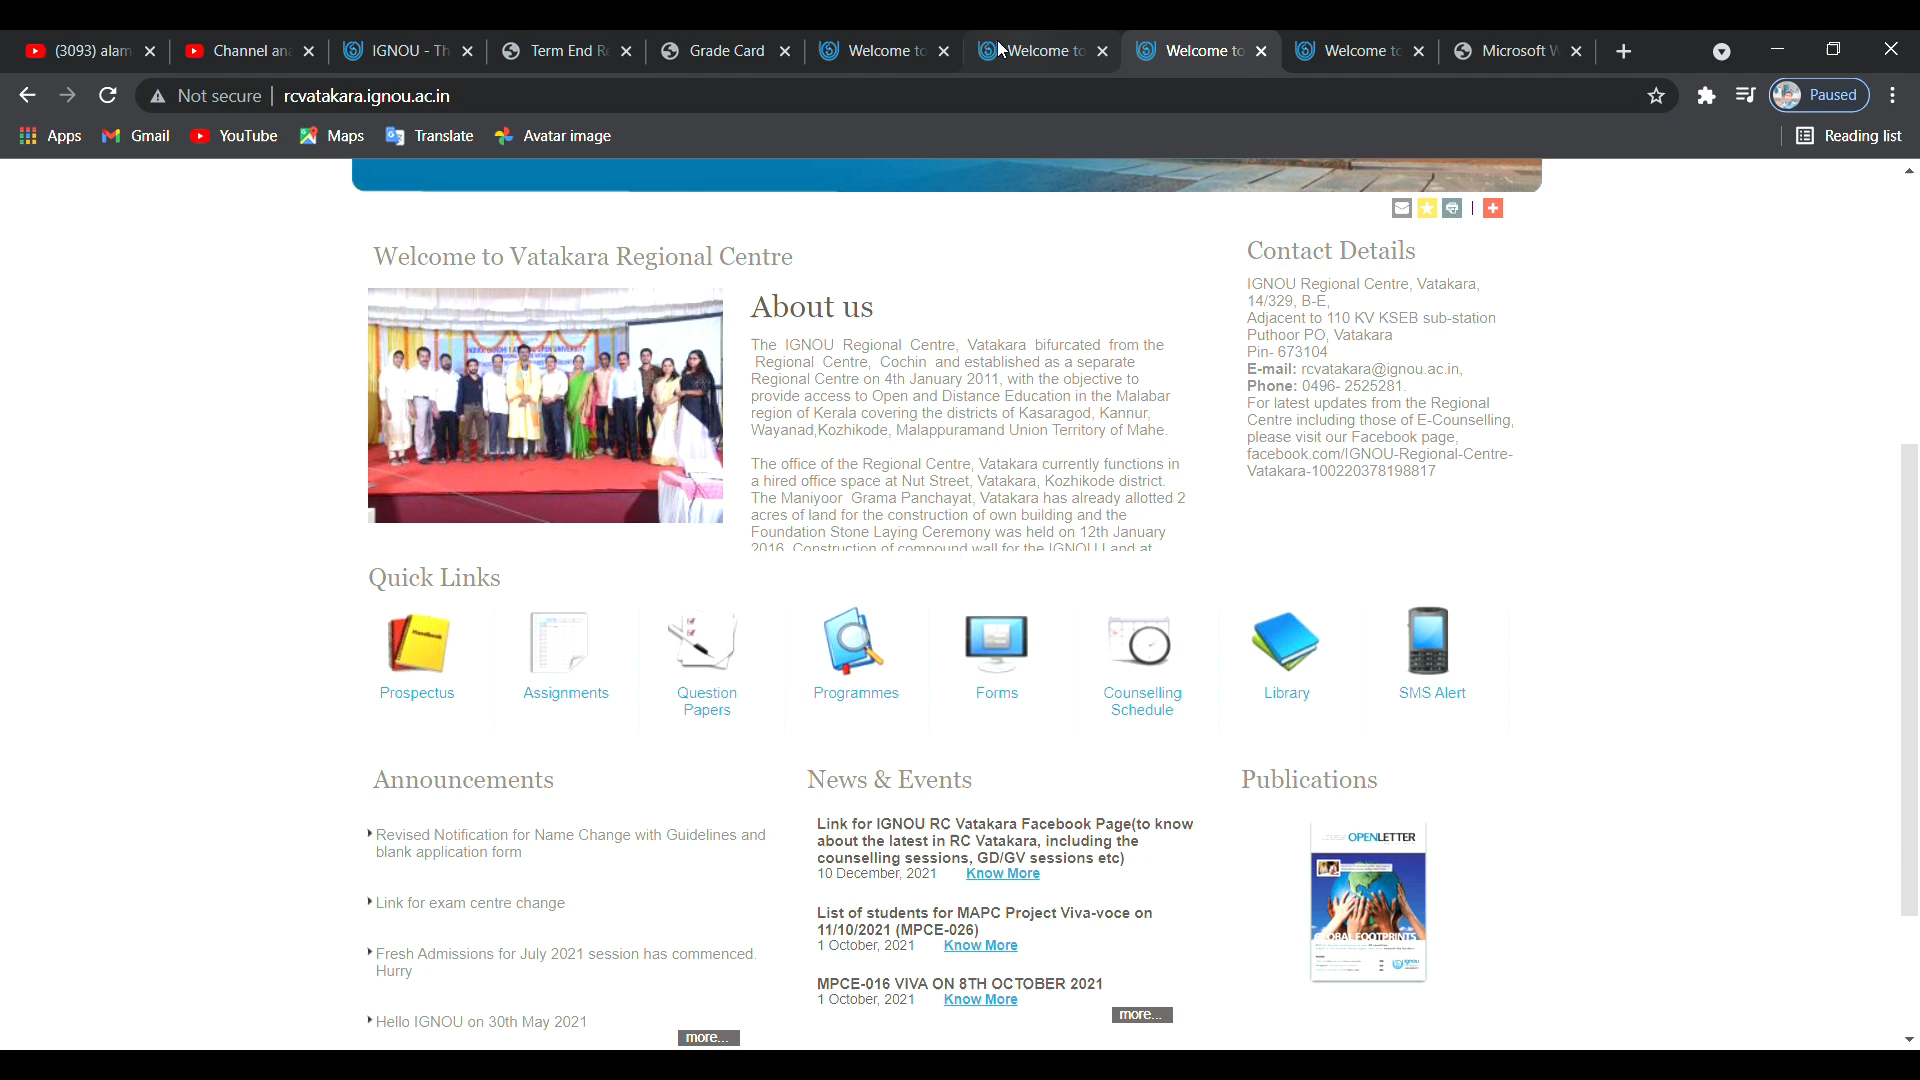 (3093) alam
Channel an
IGNOU - Th
Term End R
Grade Card
Welcome to
Welcome to
Welcome to
Welcome to
Microsoft W
Not secure
rcvatakara.ignou.ac.in
Paused
Apps
Gmail
YouTube
Maps
Translate
Avatar image
Reading list
Welcome to Vatakara Regional Centre
About us
The IGNOU Regional Centre, Vatakara bifurcated from the
Regional Centre, Cochin and established as a separate
Regional Centre on 4th January 2011, with the objective to
provide access to Open and Distance Education in the Malabar
region of Kerala covering the districts of Kasaragod, Kannur,
Wayanad,Kozhikode, Malappuramand Union Territory of Mahe.
The office of the Regional Centre, Vatakara currently functions in
a hired office space at Nut Street, Vatakara, Kozhikode district.
The Maniyoor Grama Panchayat, Vatakara has already allotted 2
acres of land for the construction of own building and the
Foundation Stone Laying Ceremony was held on 12th January
2016. Construction of compound wall for the IGNOU Land at
Contact Details
IGNOU Regional Centre, Vatakara,
14/329, B-E,
Adjacent to 110 KV KSEB sub-station
Puthoor PO, Vatakara
Pin- 673104
E-mail: rcvatakara@ignou.ac.in,
Phone: 0496- 2525281.
For latest updates from the Regional
Centre including those of E-Counselling,
please visit our Facebook page,
facebook.com/IGNOU-Regional-Centre-
Vatakara-100220378198817
Quick Links
Handbook
Prospectus
Assignments
Question
Papers
Programmes
Forms
Counselling
Schedule
Library
SMS Alert
Announcements
Revised Notification for Name Change with Guidelines and
blank application form
Link for exam centre change
Fresh Admissions for July 2021 session has commenced.
Hurry
Hello IGNOU on 30th May 2021
more...
News & Events
Link for IGNOU RC Vatakara Facebook Page(to know
about the latest in RC Vatakara, including the
counselling sessions, GD/GV sessions etc)
10 December, 2021 Know More
List of students for MAPC Project Viva-voce on
11/10/2021 (MPCE-026)
1 October, 2021 Know More
MPCE-016 VIVA ON 8TH OCTOBER 2021
1 October, 2021 Know More
more...
Publications
OPENLETTER
GLOBAL FOOTPRINTS
ignou